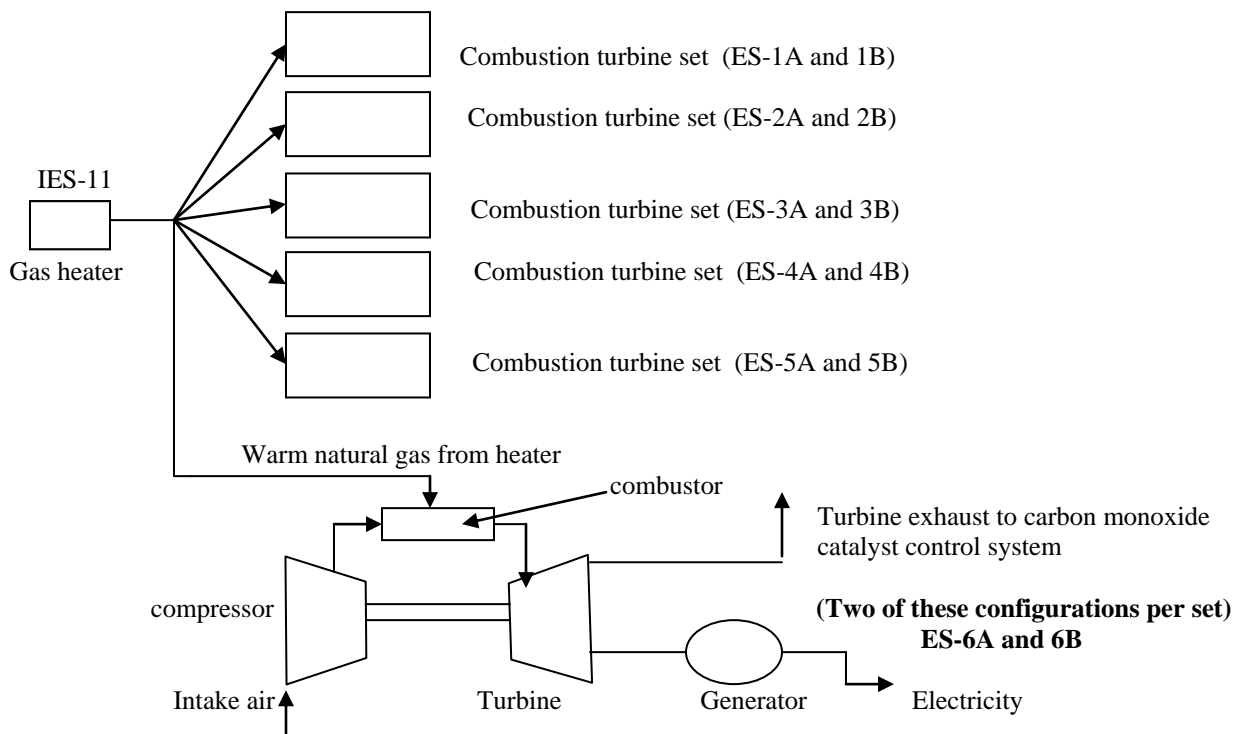 Combustion turbine set (ES-1A and 1B)
Combustion turbine set (ES-2A and 2B)
IES-11
Combustion turbine set (ES-3A and 3B)
Gas heater
Combustion turbine set (ES-4A and 4B)
Combustion turbine set (ES-5A and 5B)
Warm natural gas from heater
combustor
Turbine exhaust to carbon monoxide
catalyst control system
compressor
(Two of these configurations per set)
ES-6A and 6B
Intake air
Turbine
Generator
Electricity